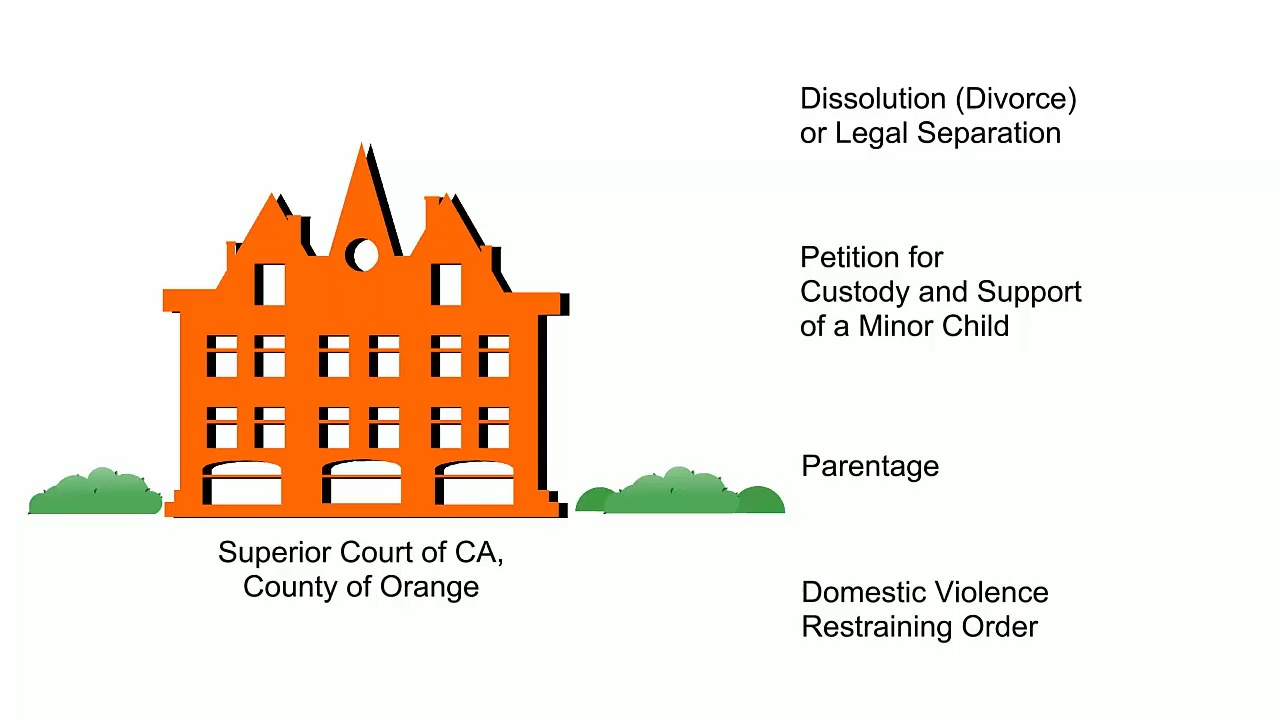 Dissolution (Divorce)
or Legal Separation
Petition for
Custody and Support
of a Minor Child
Parentage
Domestic Violence
Restraining Order
Superior Court of CA,
County of Orange